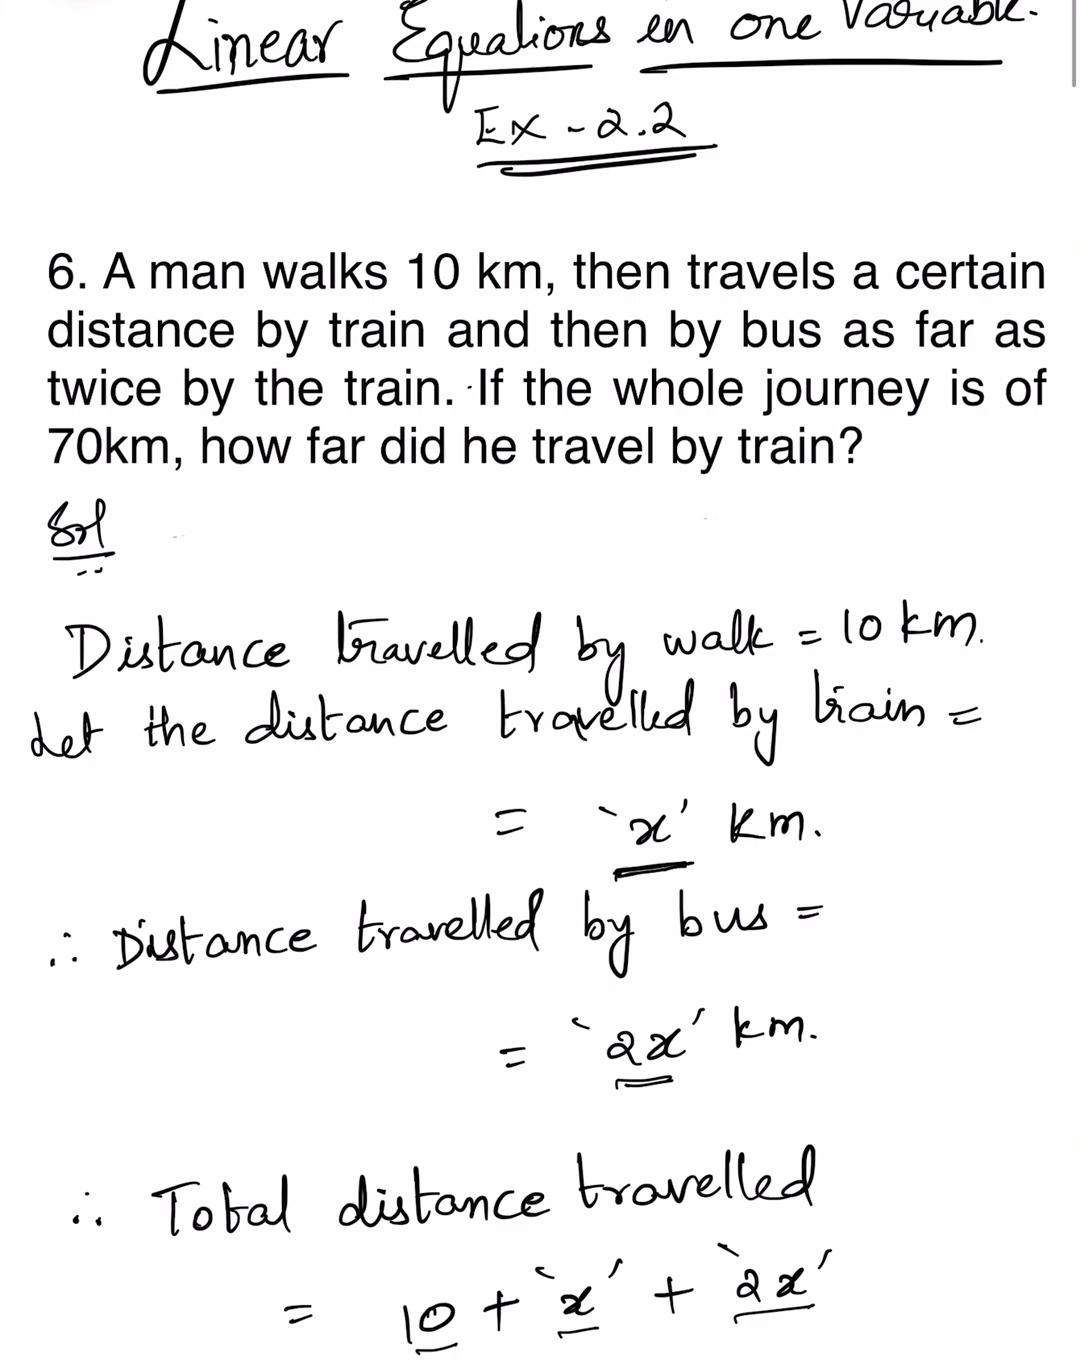 Linear Equations in one Variable.
Ex - 2.2
6. A man walks 10 km, then travels a certain
distance by train and then by bus as far as
twice by the train. If the whole journey is of
70km, how far did he travel by train?
Sol
Distance travelled by walk = 10 km.
Let the distance travelled by train =
= 'x' km.
∴ Distance travelled by bus =
= '2x' km.
∴ Total distance travelled
= 10 + 'x' + '2x'